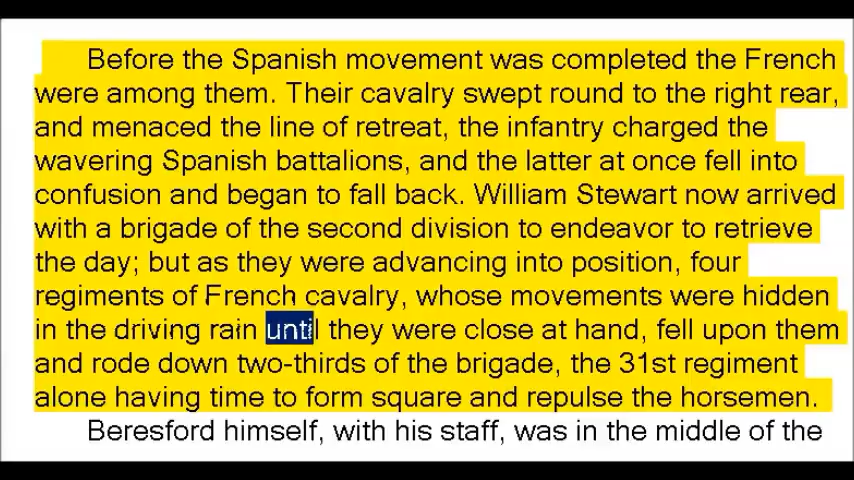 Before the Spanish movement was completed the French
were among them. Their cavalry swept round to the right rear,
and menaced the line of retreat, the infantry charged the
wavering Spanish battalions, and the latter at once fell into
confusion and began to fall back. William Stewart now arrived
with a brigade of the second division to endeavor to retrieve
the day; but as they were advancing into position, four
regiments of French cavalry, whose movements were hidden
in the driving rain until they were close at hand, fell upon them
and rode down two-thirds of the brigade, the 31st regiment
alone having time to form square and repulse the horsemen.
Beresford himself, with his staff, was in the middle of the